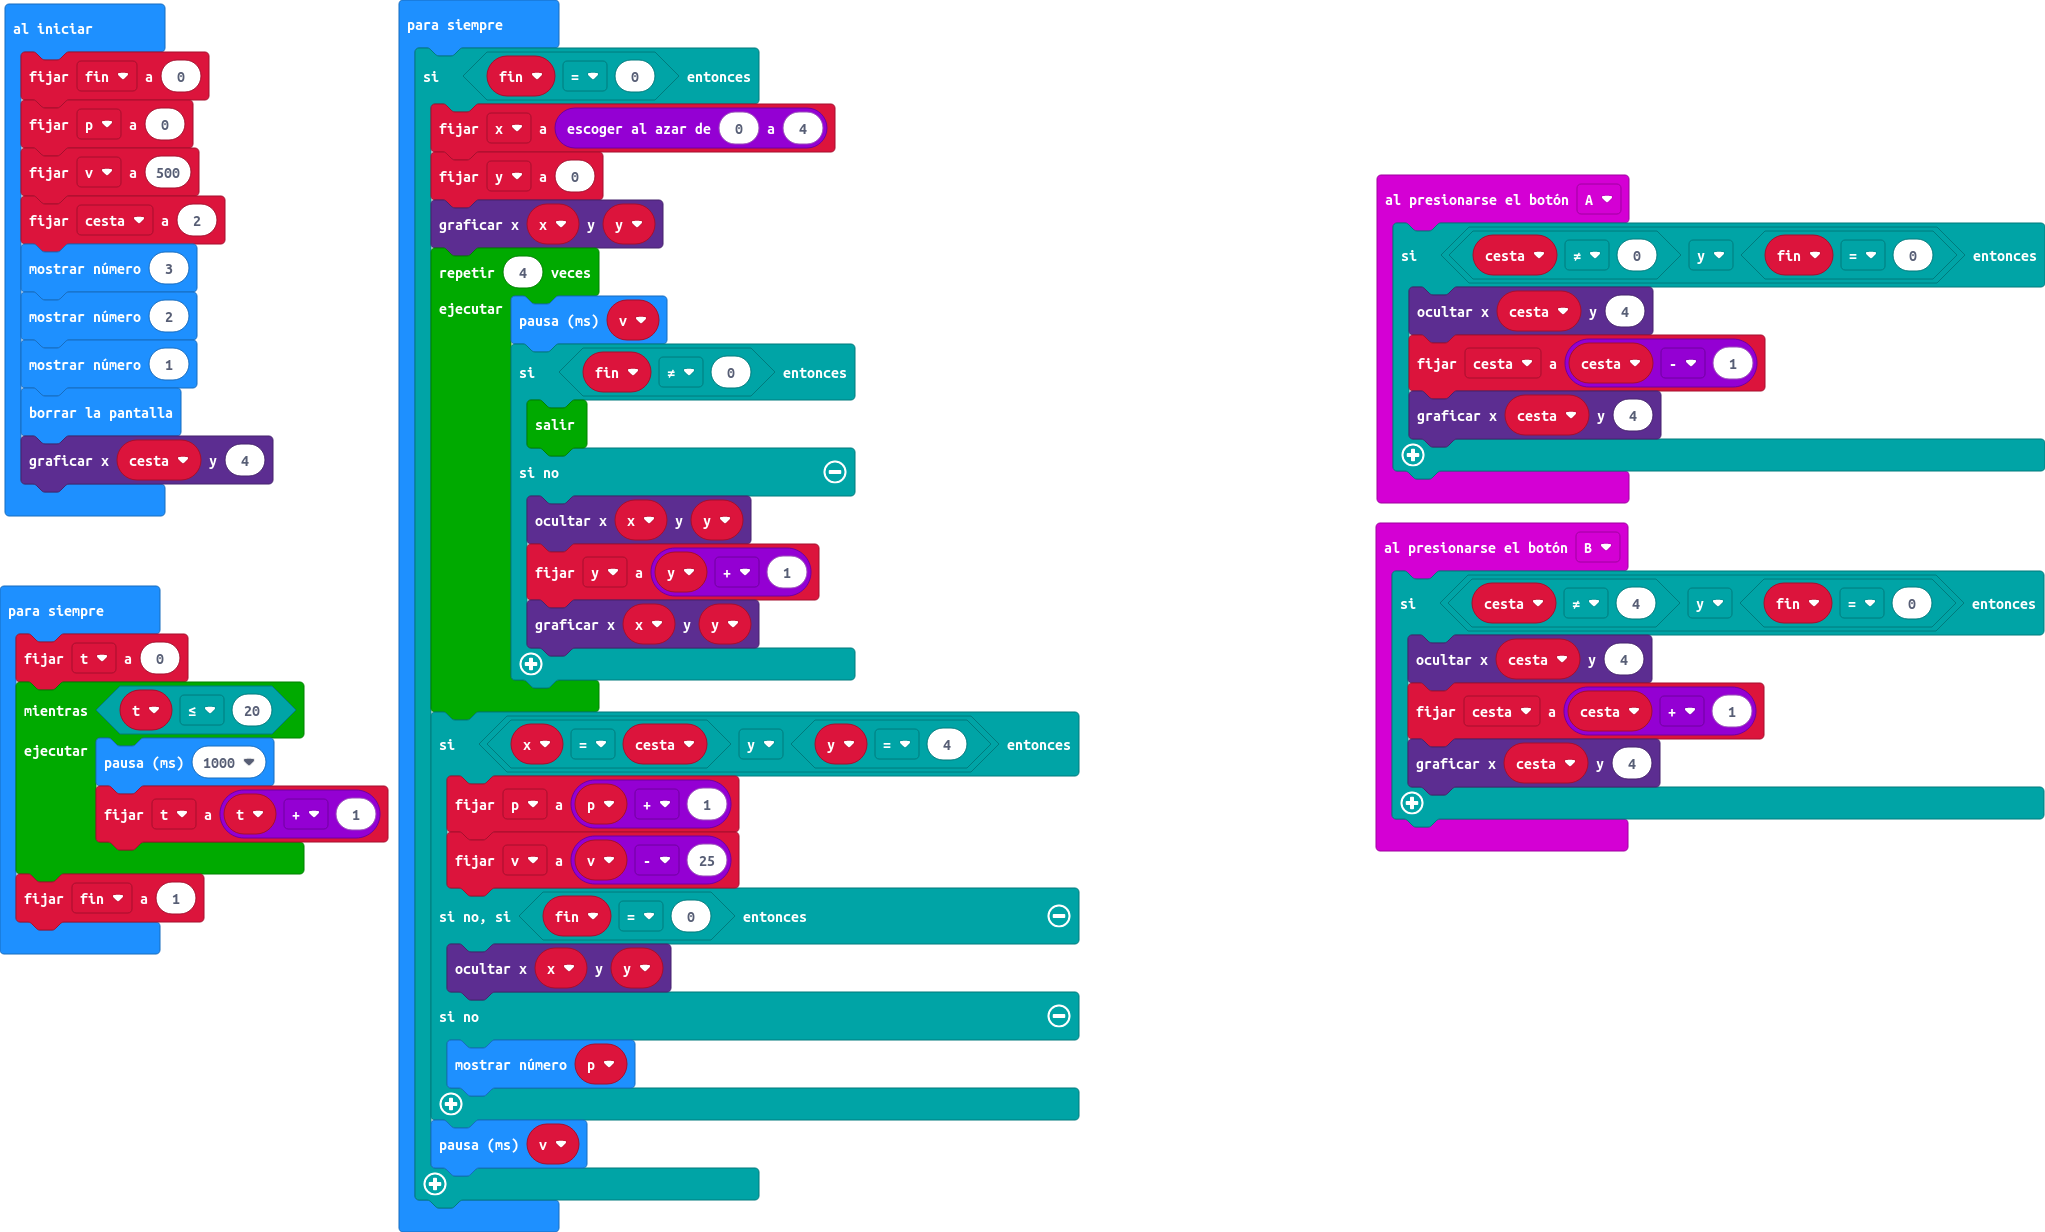 al iniciar
fijar fin a 0
fijar p a 0
fijar v a 500
fijar cesta a 2
mostrar número 3
mostrar número 2
mostrar número 1
borrar la pantalla
graficar x cesta y 4
para siempre
fijar t a 0
mientras t ≤ 20
ejecutar
pausa (ms) 1000
fijar t a t + 1
fijar fin a 1
para siempre
si fin = 0 entonces
fijar x a escoger al azar de 0 a 4
fijar y a 0
graficar x x y y
repetir 4 veces
ejecutar
pausa (ms) v
si fin ≠ 0 entonces
salir
si no
ocultar x x y y
fijar y a y + 1
graficar x x y y
si x = cesta y y = 4 entonces
fijar p a p + 1
fijar v a v - 25
si no, si fin = 0 entonces
ocultar x x y y
si no
mostrar número p
pausa (ms) v
al presionarse el botón A
si cesta ≠ 0 y fin = 0 entonces
ocultar x cesta y 4
fijar cesta a cesta - 1
graficar x cesta y 4
al presionarse el botón B
si cesta ≠ 4 y fin = 0 entonces
ocultar x cesta y 4
fijar cesta a cesta + 1
graficar x cesta y 4